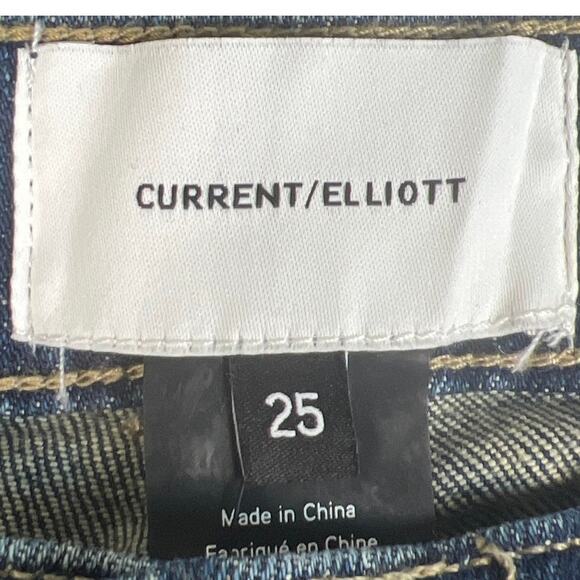 CURRENT/ELLIOTT
25
Made in China
Fabriqué en Chine